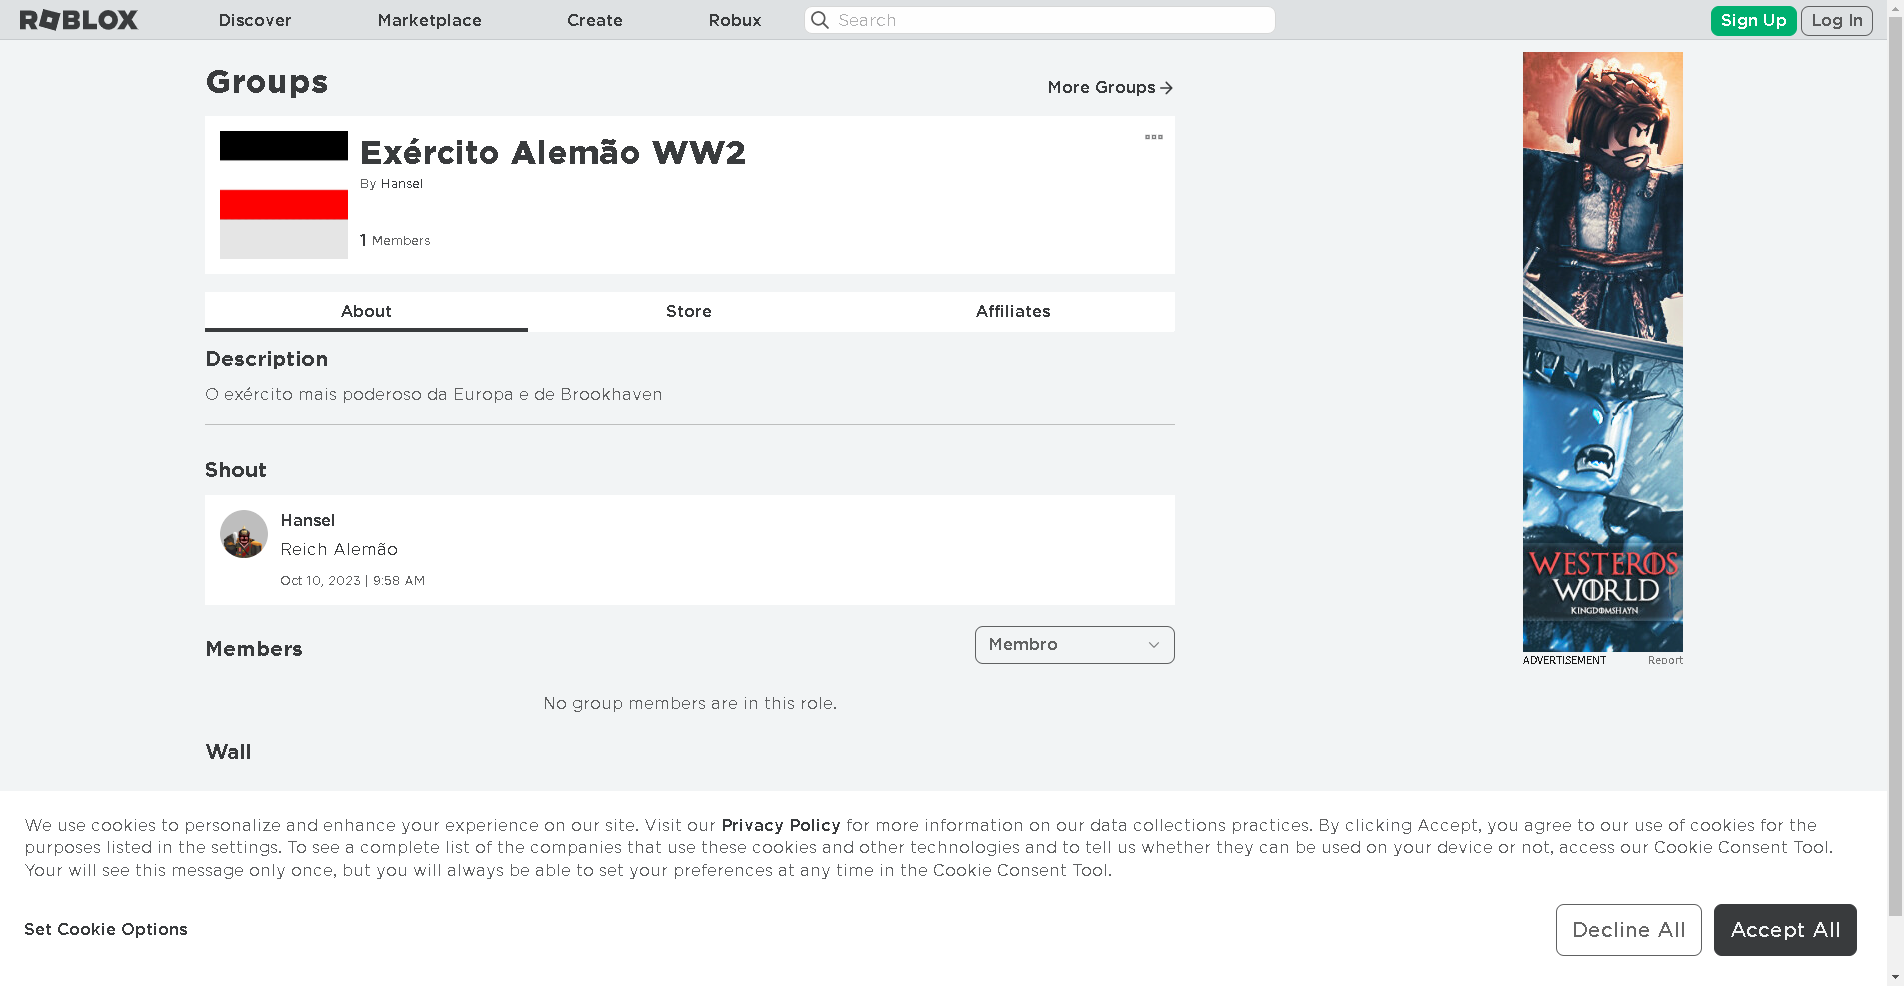 ROBLOX
Discover
Marketplace
Create
Robux
Search
Sign Up
Log In
Groups
More Groups
Exército Alemão WW2
By Hansel
1 Members
About
Store
Affiliates
Description
O exército mais poderoso da Europa e de Brookhaven
Shout
Hansel
Reich Alemão
Oct 10, 2023 | 9:58 AM
Members
Membro
No group members are in this role.
Wall
WESTEROS
WORLD
KINGDOMSHAYN
ADVERTISEMENT
Report
We use cookies to personalize and enhance your experience on our site. Visit our Privacy Policy for more information on our data collections practices. By clicking Accept, you agree to our use of cookies for the
purposes listed in the settings. To see a complete list of the companies that use these cookies and other technologies and to tell us whether they can be used on your device or not, access our Cookie Consent Tool.
Your will see this message only once, but you will always be able to set your preferences at any time in the Cookie Consent Tool.
Set Cookie Options
Decline All
Accept All